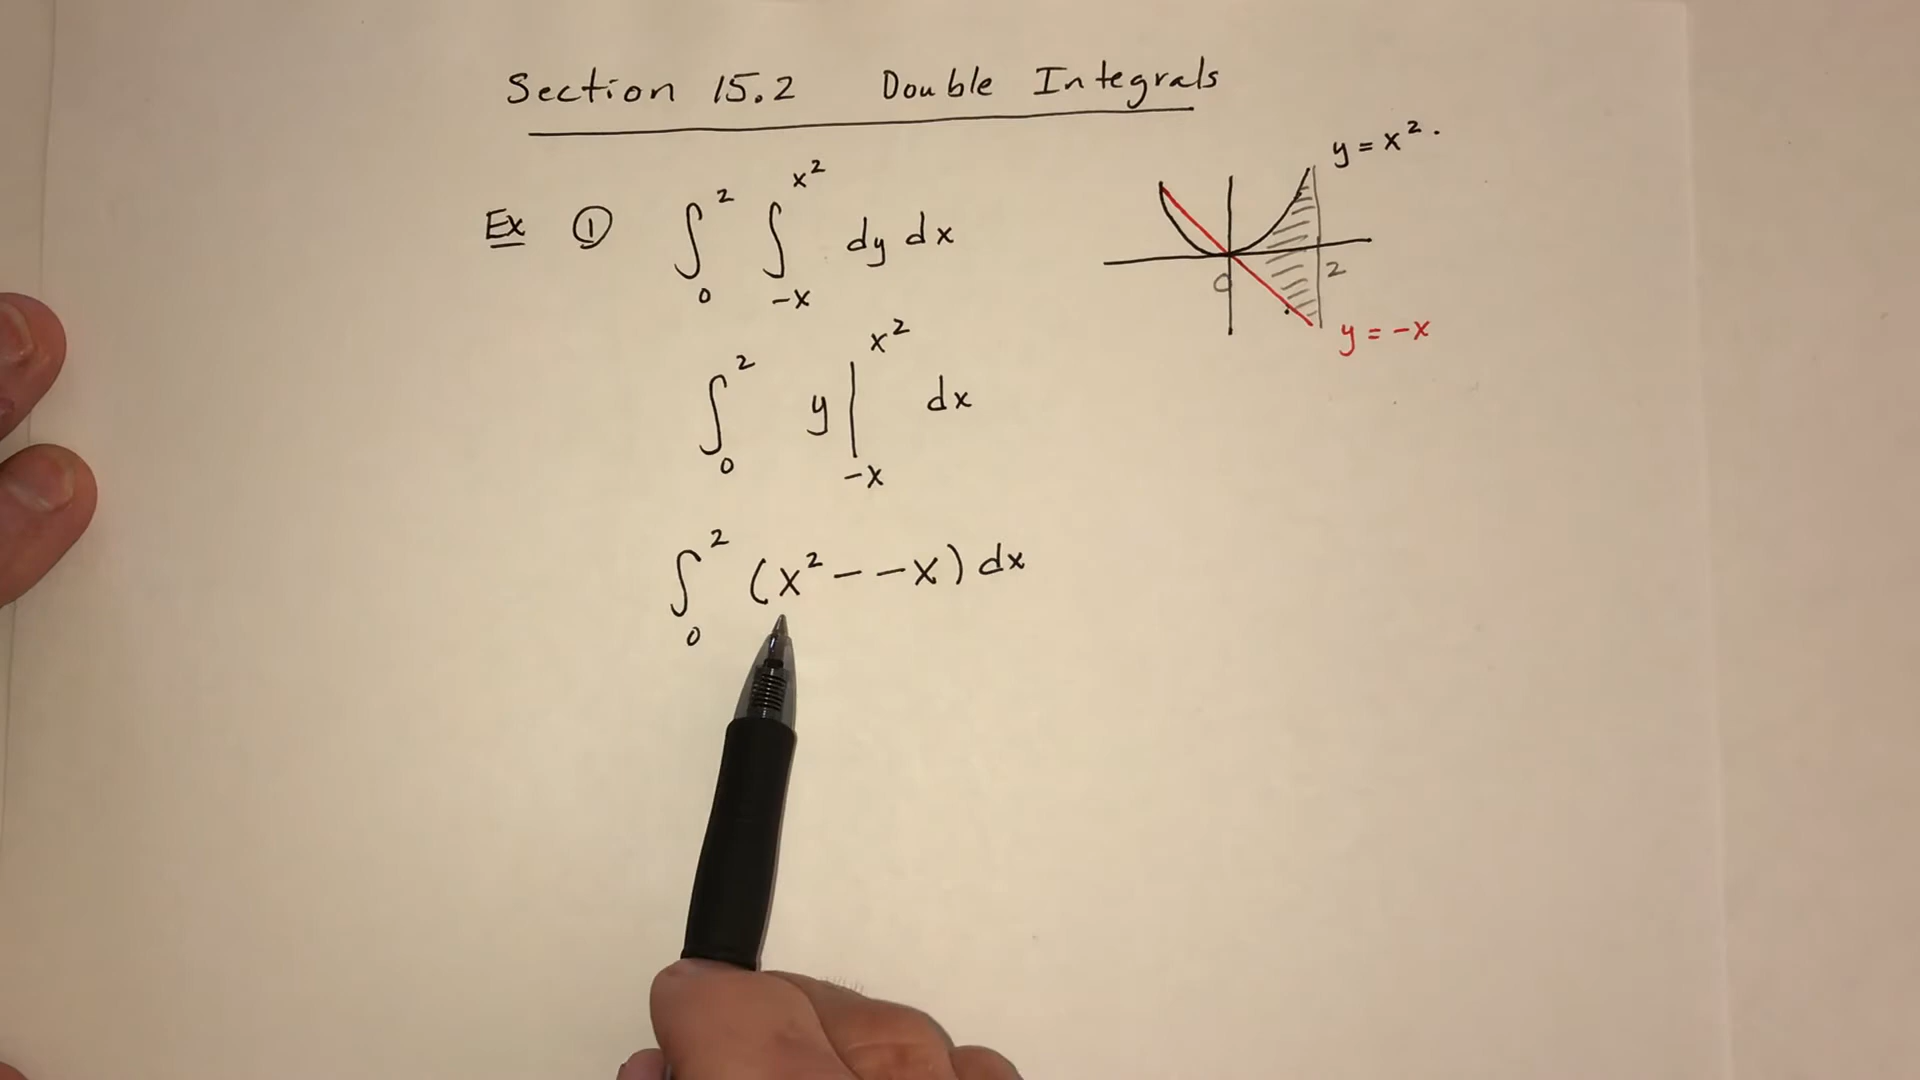 Section 15.2 Double Integrals
y = x².
Ex ① ∫₀² ∫₋ₓ^x² dy dx
0 2
y = -x
∫₀² y|₋ₓ^x² dx
∫₀² (x² - -x) dx